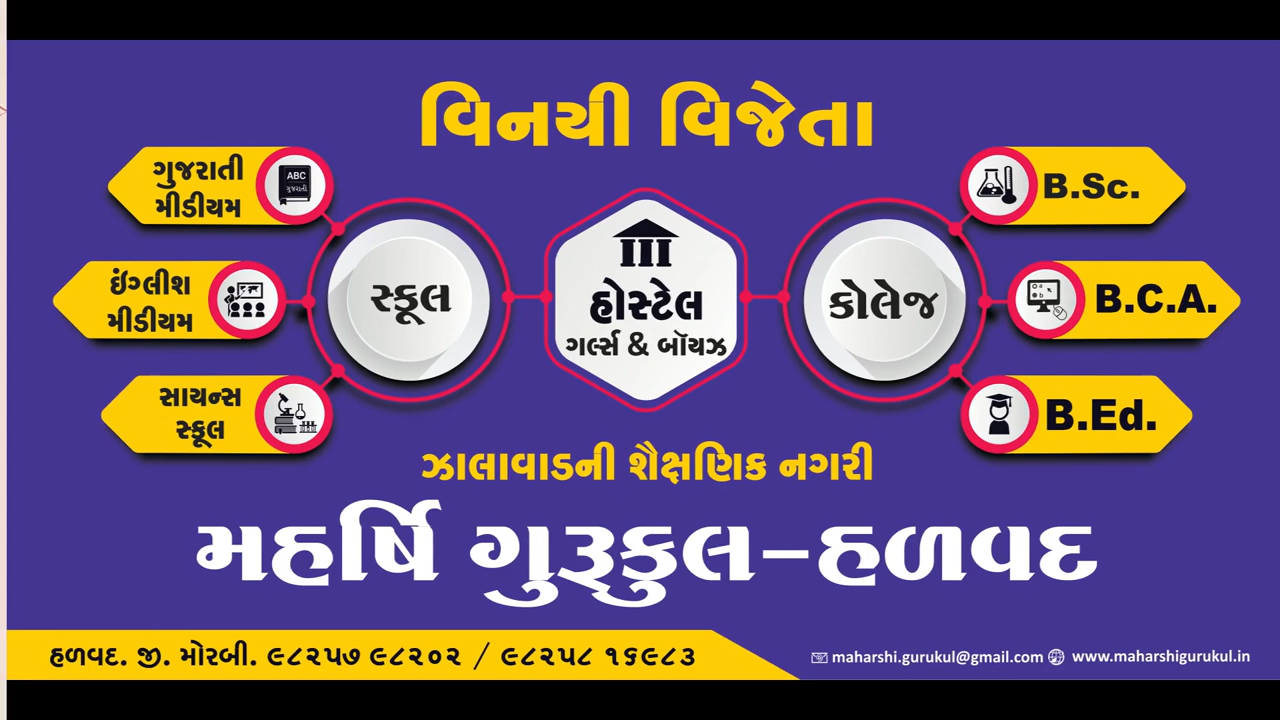 વિનયી વિજેતા
ગુજરાતી
મીડીયમ
ABC
ગુજરાતી
ઇંગ્લીશ
મીડીયમ
સાયન્સ
સ્કૂલ
સ્કૂલ
હોસ્ટેલ
ગર્લ્સ & બૉયઝ
કોલેજ
B.Sc.
B.C.A.
B.Ed.
ઝાલાવાડની શૈક્ષણિક નગરી
મહર્ષિ ગુરૂકુલ-હળવદ
હળવદ. જી. મોરબી. ૯૮૨૫૭ ૯૮૨૦૨ / ૯૮૨૫૮ ૧૬૯૮૩
maharshi.gurukul@gmail.com www.maharshigurukul.in